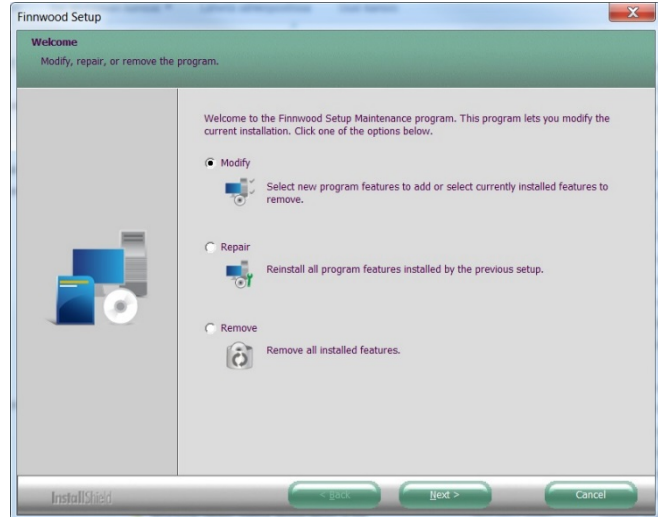 Finnwood Setup
Welcome
Modify, repair, or remove the program.
Welcome to the Finnwood Setup Maintenance program. This program lets you modify the
current installation. Click one of the options below.
Modify
Select new program features to add or select currently installed features to
remove.
Repair
Reinstall all program features installed by the previous setup.
Remove
Remove all installed features.
InstallShield
< Back
Next >
Cancel